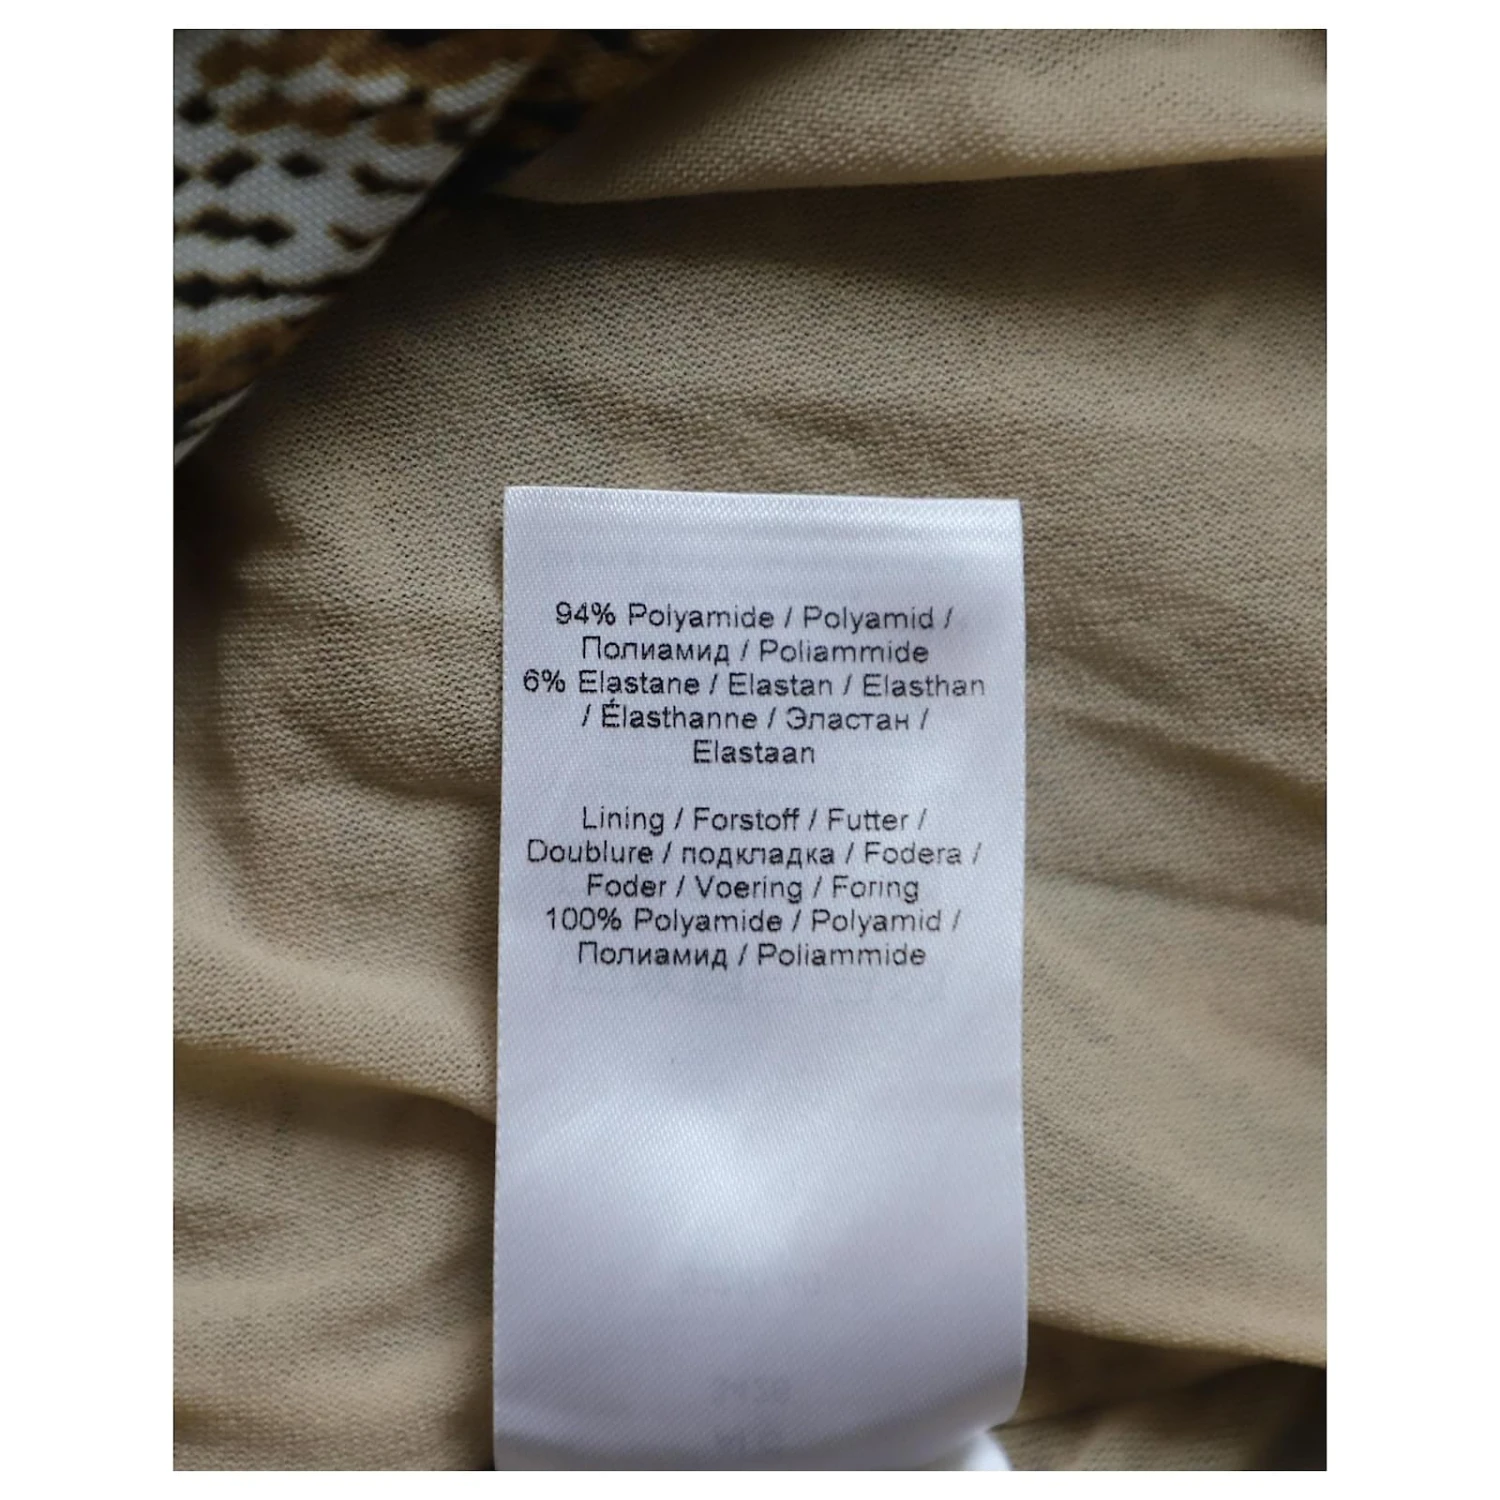 94% Polyamide / Polyamid /
Полиамид / Poliammide
6% Elastane / Elastan / Elasthan
/ Élasthanne / Эластан /
Elastaan
Lining / Forstoff / Futter /
Doublure / подкладка / Fodera /
Foder / Voering / Foring
100% Polyamide / Polyamid /
Полиамид / Poliammide